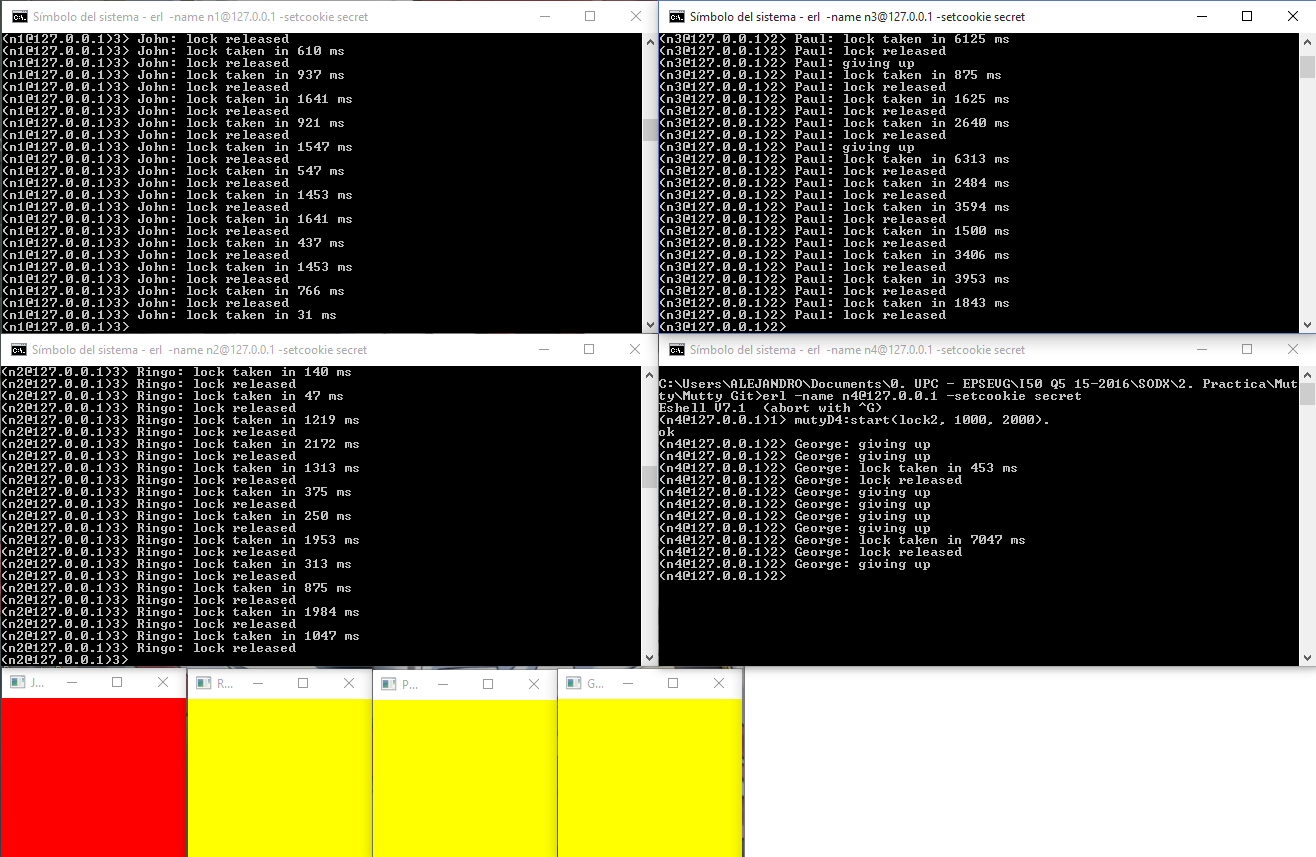 Símbolo del sistema - erl -name n1@127.0.0.1 -setcookie secret
(n1@127.0.0.1)3> John: lock released
(n1@127.0.0.1)3> John: lock taken in 610 ms
(n1@127.0.0.1)3> John: lock released
(n1@127.0.0.1)3> John: lock taken in 937 ms
(n1@127.0.0.1)3> John: lock released
(n1@127.0.0.1)3> John: lock taken in 1641 ms
(n1@127.0.0.1)3> John: lock released
(n1@127.0.0.1)3> John: lock taken in 921 ms
(n1@127.0.0.1)3> John: lock released
(n1@127.0.0.1)3> John: lock taken in 1547 ms
(n1@127.0.0.1)3> John: lock released
(n1@127.0.0.1)3> John: lock taken in 547 ms
(n1@127.0.0.1)3> John: lock released
(n1@127.0.0.1)3> John: lock taken in 1453 ms
(n1@127.0.0.1)3> John: lock released
(n1@127.0.0.1)3> John: lock taken in 1641 ms
(n1@127.0.0.1)3> John: lock released
(n1@127.0.0.1)3> John: lock taken in 437 ms
(n1@127.0.0.1)3> John: lock released
(n1@127.0.0.1)3> John: lock taken in 1453 ms
(n1@127.0.0.1)3> John: lock released
(n1@127.0.0.1)3> John: lock taken in 766 ms
(n1@127.0.0.1)3> John: lock released
(n1@127.0.0.1)3> John: lock taken in 31 ms
(n1@127.0.0.1)3>
Símbolo del sistema - erl -name n3@127.0.0.1 -setcookie secret
(n3@127.0.0.1)2> Paul: lock taken in 6125 ms
(n3@127.0.0.1)2> Paul: lock released
(n3@127.0.0.1)2> Paul: giving up
(n3@127.0.0.1)2> Paul: lock taken in 875 ms
(n3@127.0.0.1)2> Paul: lock released
(n3@127.0.0.1)2> Paul: lock taken in 1625 ms
(n3@127.0.0.1)2> Paul: lock released
(n3@127.0.0.1)2> Paul: lock taken in 2640 ms
(n3@127.0.0.1)2> Paul: lock released
(n3@127.0.0.1)2> Paul: giving up
(n3@127.0.0.1)2> Paul: lock taken in 6313 ms
(n3@127.0.0.1)2> Paul: lock released
(n3@127.0.0.1)2> Paul: lock taken in 2484 ms
(n3@127.0.0.1)2> Paul: lock released
(n3@127.0.0.1)2> Paul: lock taken in 3594 ms
(n3@127.0.0.1)2> Paul: lock released
(n3@127.0.0.1)2> Paul: lock taken in 1500 ms
(n3@127.0.0.1)2> Paul: lock released
(n3@127.0.0.1)2> Paul: lock taken in 3406 ms
(n3@127.0.0.1)2> Paul: lock released
(n3@127.0.0.1)2> Paul: lock taken in 3953 ms
(n3@127.0.0.1)2> Paul: lock released
(n3@127.0.0.1)2> Paul: lock taken in 1843 ms
(n3@127.0.0.1)2> Paul: lock released
(n3@127.0.0.1)2>
Símbolo del sistema - erl -name n2@127.0.0.1 -setcookie secret
(n2@127.0.0.1)3> Ringo: lock taken in 140 ms
(n2@127.0.0.1)3> Ringo: lock released
(n2@127.0.0.1)3> Ringo: lock taken in 47 ms
(n2@127.0.0.1)3> Ringo: lock released
(n2@127.0.0.1)3> Ringo: lock taken in 1219 ms
(n2@127.0.0.1)3> Ringo: lock released
(n2@127.0.0.1)3> Ringo: lock taken in 2172 ms
(n2@127.0.0.1)3> Ringo: lock released
(n2@127.0.0.1)3> Ringo: lock taken in 1313 ms
(n2@127.0.0.1)3> Ringo: lock released
(n2@127.0.0.1)3> Ringo: lock taken in 375 ms
(n2@127.0.0.1)3> Ringo: lock released
(n2@127.0.0.1)3> Ringo: lock taken in 250 ms
(n2@127.0.0.1)3> Ringo: lock released
(n2@127.0.0.1)3> Ringo: lock taken in 1953 ms
(n2@127.0.0.1)3> Ringo: lock released
(n2@127.0.0.1)3> Ringo: lock taken in 313 ms
(n2@127.0.0.1)3> Ringo: lock released
(n2@127.0.0.1)3> Ringo: lock taken in 875 ms
(n2@127.0.0.1)3> Ringo: lock released
(n2@127.0.0.1)3> Ringo: lock taken in 1984 ms
(n2@127.0.0.1)3> Ringo: lock released
(n2@127.0.0.1)3> Ringo: lock taken in 1047 ms
(n2@127.0.0.1)3> Ringo: lock released
(n2@127.0.0.1)3>
Símbolo del sistema - erl -name n4@127.0.0.1 -setcookie secret
C:\Users\ALEJANDRO\Documents\0. UPC - EPSEVG\I50 Q5 15-2016\SODX\2. Practica\Mut
ty\Mutty Git>erl -name n4@127.0.0.1 -setcookie secret
Eshell V7.1  (abort with ^G)
(n4@127.0.0.1)1> mutyD4:start(lock2, 1000, 2000).
ok
(n4@127.0.0.1)2> George: giving up
(n4@127.0.0.1)2> George: giving up
(n4@127.0.0.1)2> George: lock taken in 453 ms
(n4@127.0.0.1)2> George: lock released
(n4@127.0.0.1)2> George: giving up
(n4@127.0.0.1)2> George: giving up
(n4@127.0.0.1)2> George: giving up
(n4@127.0.0.1)2> George: giving up
(n4@127.0.0.1)2> George: lock taken in 7047 ms
(n4@127.0.0.1)2> George: lock released
(n4@127.0.0.1)2> George: giving up
(n4@127.0.0.1)2>
J...
R...
P...
G...